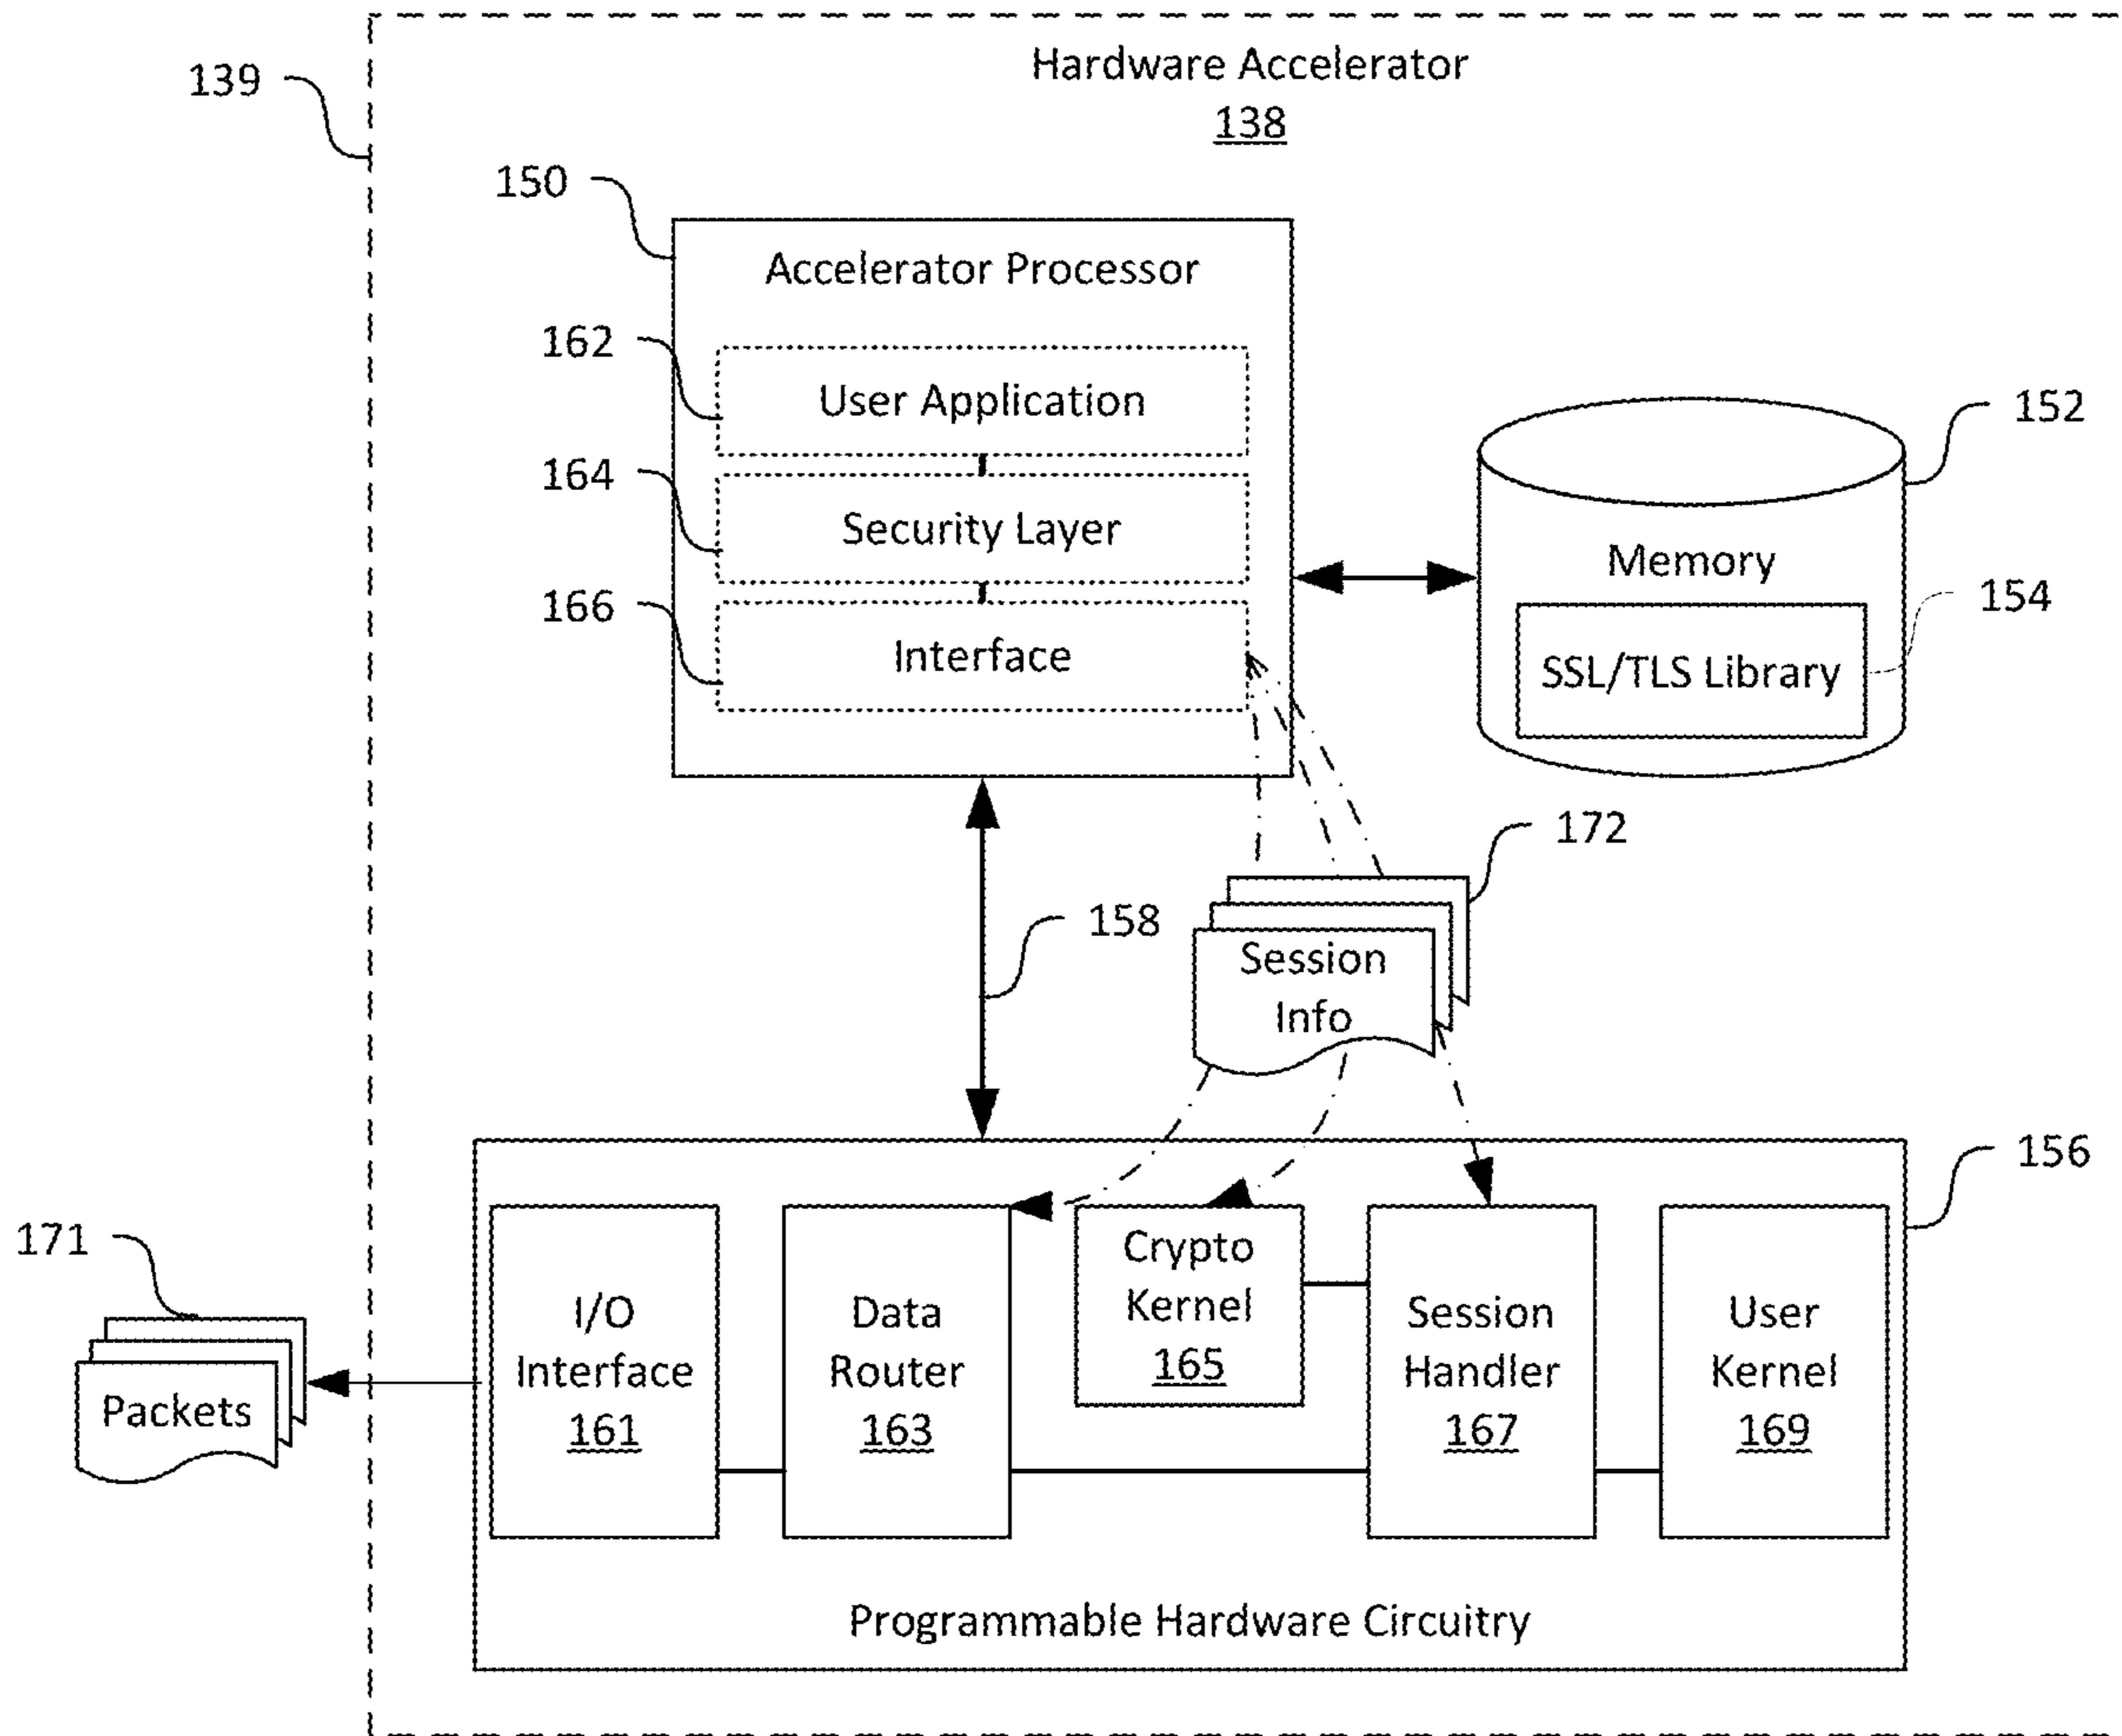 Hardware Accelerator
138
139
150
Accelerator Processor
162
User Application
164
Security Layer
166
Interface
152
Memory
154
SSL/TLS Library
172
158
Session
Info
156
171
Packets
I/O
Interface
161
Data
Router
163
Crypto
Kernel
165
Session
Handler
167
User
Kernel
169
Programmable Hardware Circuitry